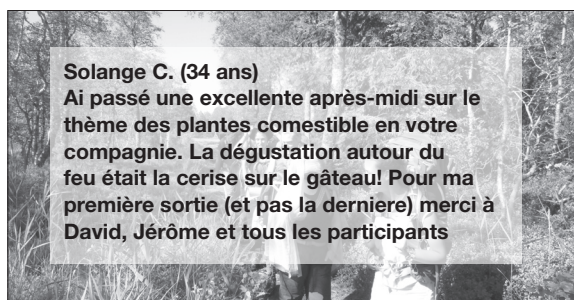 Solange C. (34 ans)
Ai passé une excellente après-midi sur le
thème des plantes comestible en votre
compagnie. La dégustation autour du
feu était la cerise sur le gâteau! Pour ma
première sortie (et pas la derniere) merci à
David, Jérôme et tous les participants